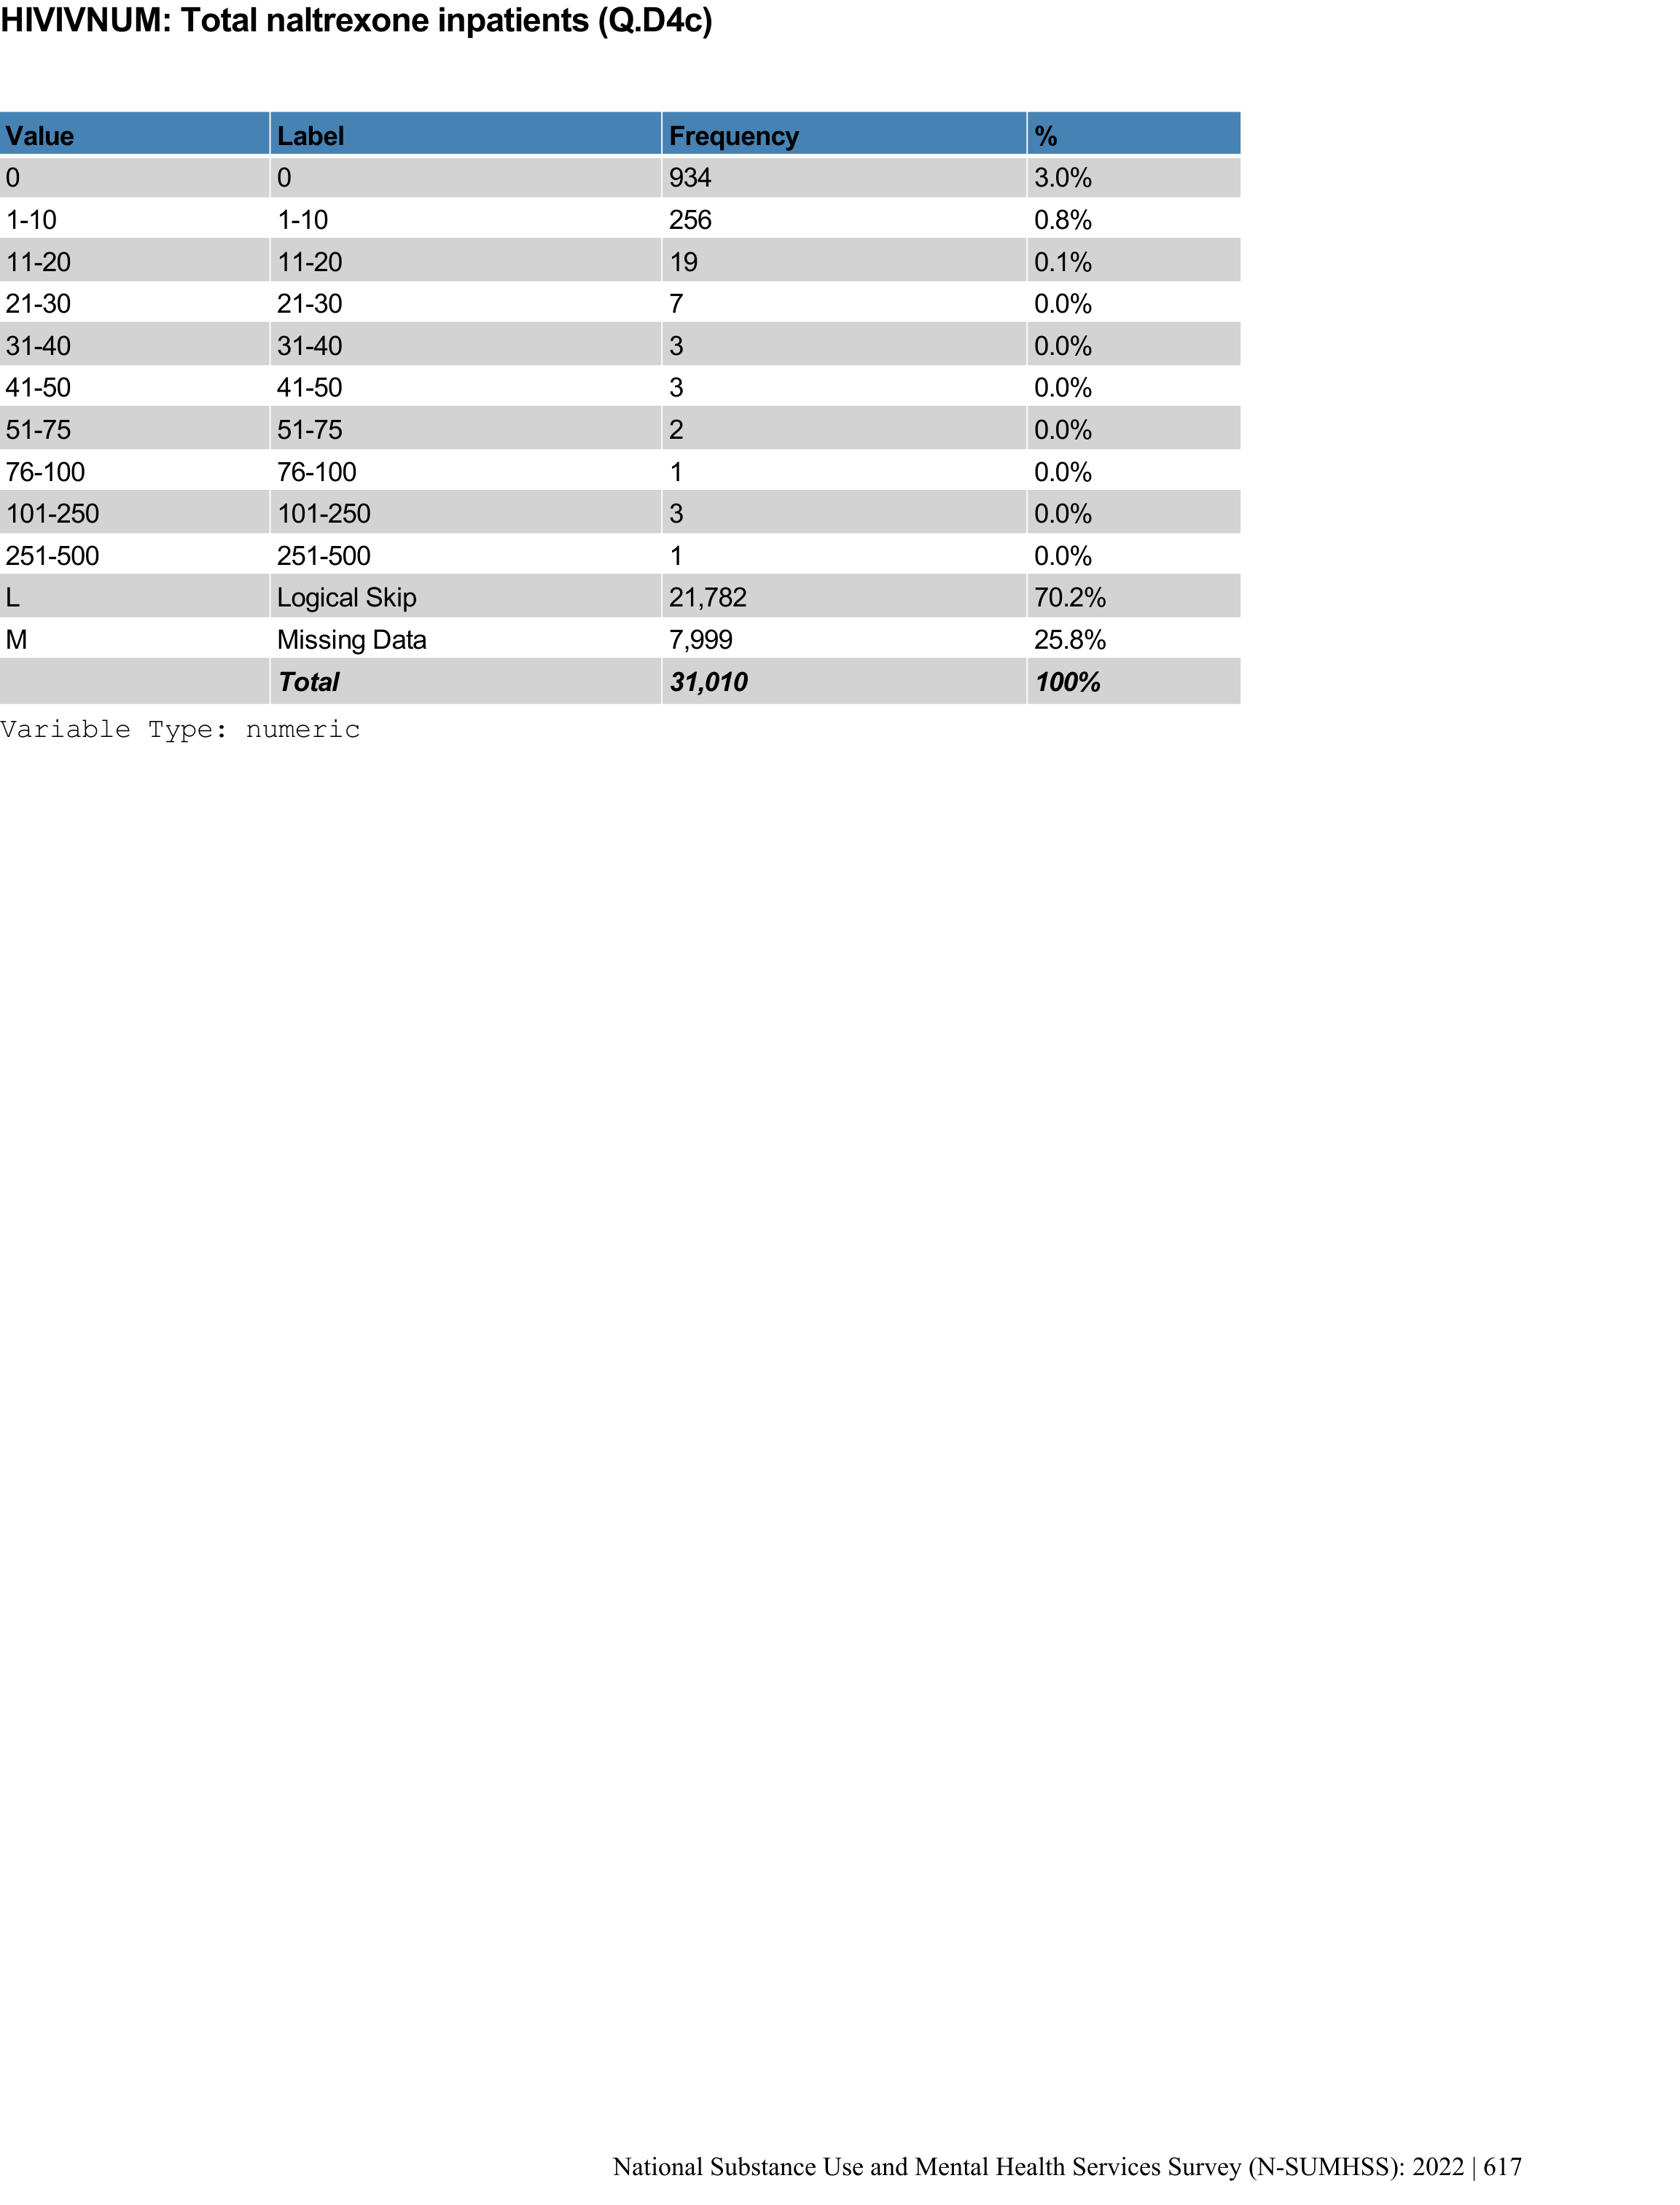 HIVIVNUM: Total naltrexone inpatients (Q.D4c)
Value Label Frequency %
0 0 934 3.0%
1-10 1-10 256 0.8%
11-20 11-20 19 0.1%
21-30 21-30 7 0.0%
31-40 31-40 3 0.0%
41-50 41-50 3 0.0%
51-75 51-75 2 0.0%
76-100 76-100 1 0.0%
101-250 101-250 3 0.0%
251-500 251-500 1 0.0%
L Logical Skip 21,782 70.2%
M Missing Data 7,999 25.8%
Total 31,010 100%
Variable Type: numeric
National Substance Use and Mental Health Services Survey (N-SUMHSS): 2022 | 617